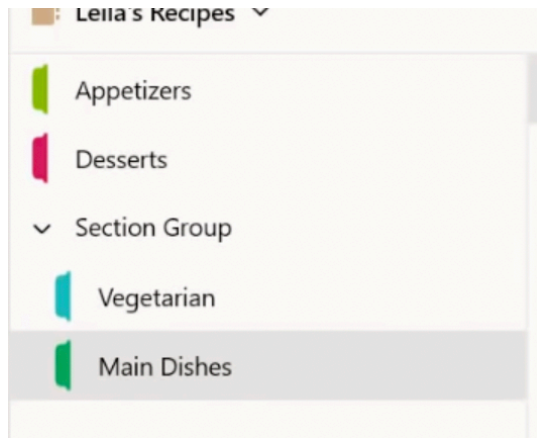 Leila's Recipes
Appetizers
Desserts
Section Group
Vegetarian
Main Dishes